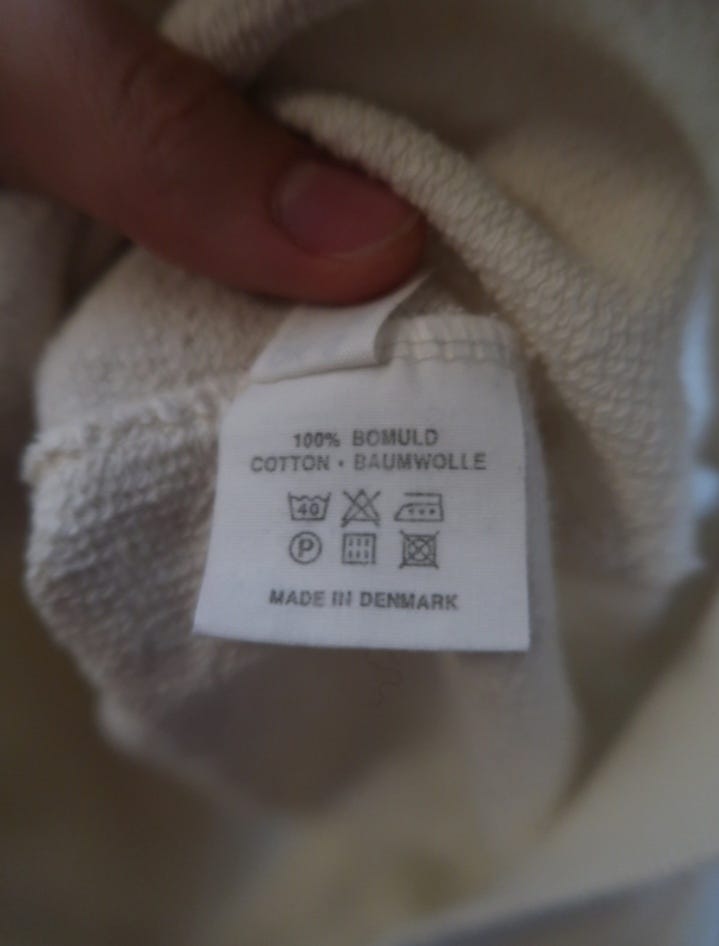 100% BOMULD
COTTON · BAUMWOLLE
40
P
MADE IN DENMARK